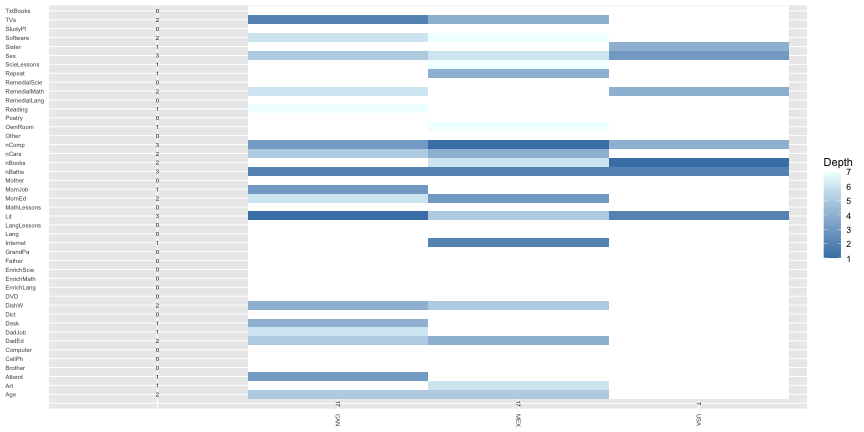 TxtBooks 0
TVs 2
StudyPl 0
Software 2
Sister 1
Sex 3
ScieLessons 1
Repeat 1
RemedialScie 0
RemedialMath 2
RemedialLang 0
Reading 1
Poetry 0
OwnRoom 1
Other 0
nComp 3
nCars 2
nBooks 2
nBaths 3
Mother 0
MomJob 1
MomEd 2
MathLessons 0
Lit 3
LangLessons 0
Lang 0
Internet 1
GrandPa 0
Father 0
EnrichScie 0
EnrichMath 0
EnrichLang 0
DVD 0
DishW 2
Dict 0
Desk 1
DadJob 1
DadEd 2
Computer 0
CellPh 0
Brother 0
Attend 1
Art 1
Age 2
17 17 7
CAN MEX USA
Depth
7
6
5
4
3
2
1